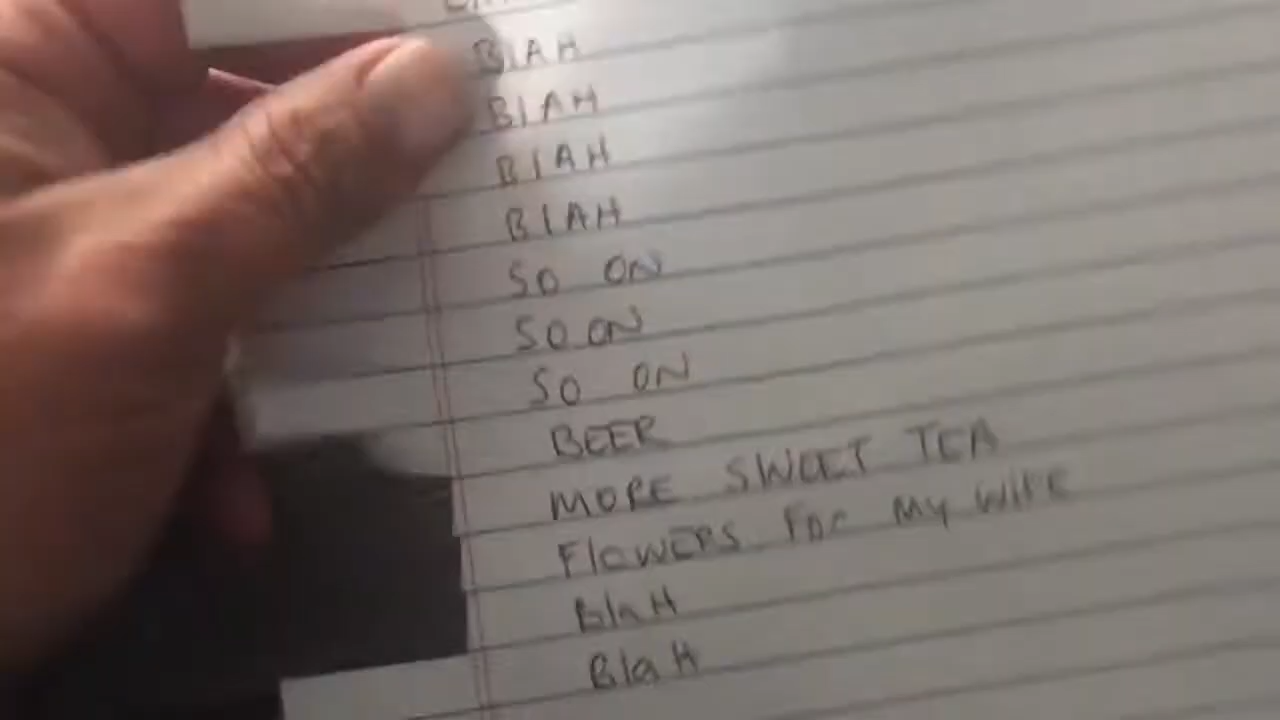 BlAH
BlAH
BlAH
BlAH
SO ON
SO ON
SO ON
BEER
MORE SWEET TEA
FlOWERS FOR MY WIFE
BlaH
BlaH